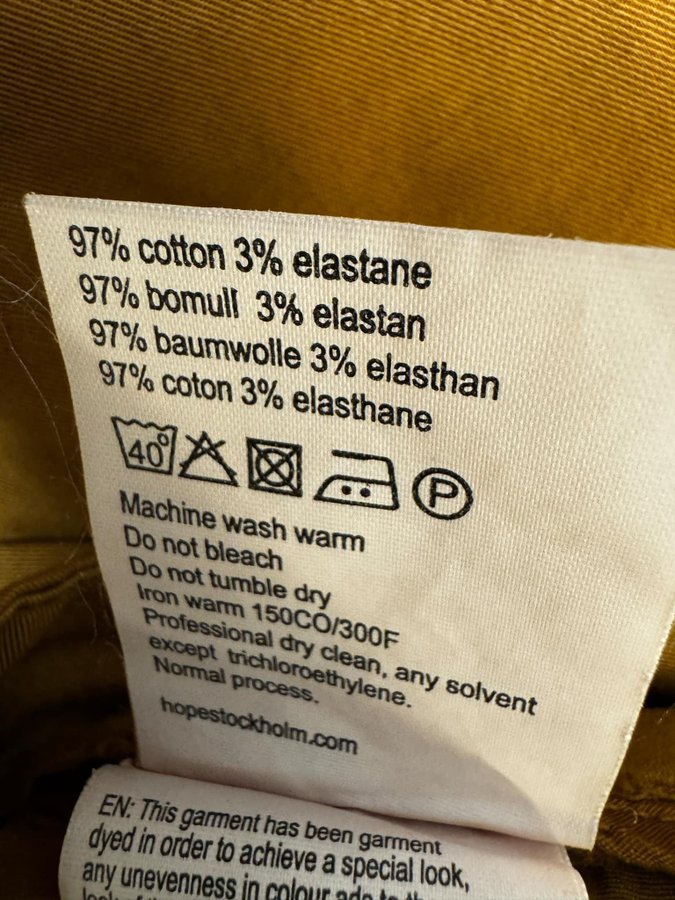 97% cotton 3% elastane
97% bomull 3% elastan
97% baumwolle 3% elasthan
97% coton 3% elasthane
40° P
Machine wash warm
Do not bleach
Do not tumble dry
Iron warm 150CO/300F
Professional dry clean, any solvent
except trichloroethylene.
Normal process.
hopestockholm.com
EN: This garment has been garment
dyed in order to achieve a special look,
any unevenness in colour